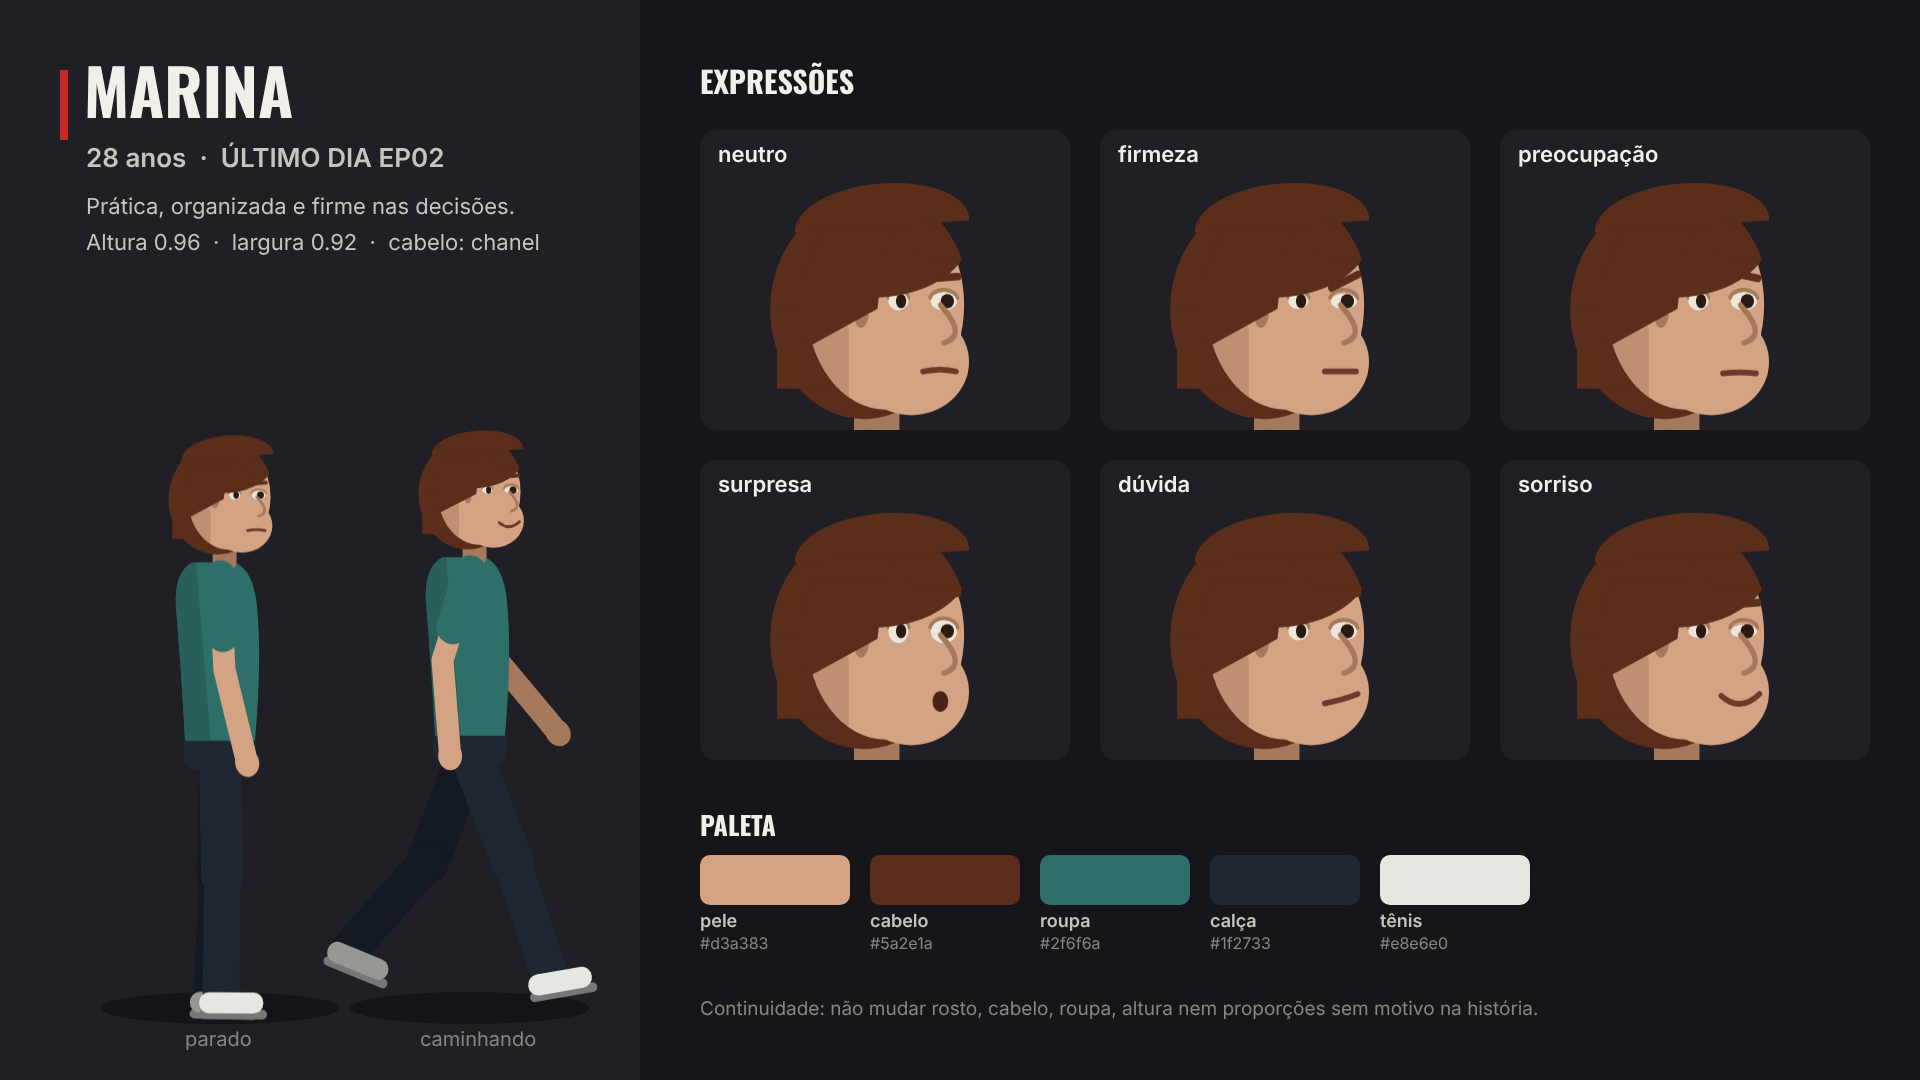 MARINA
28 anos · ÚLTIMO DIA EP02
Prática, organizada e firme nas decisões.
Altura 0.96 · largura 0.92 · cabelo: chanel
parado
caminhando
EXPRESSÕES
neutro
firmeza
preocupação
surpresa
dúvida
sorriso
PALETA
pele
#d3a383
cabelo
#5a2e1a
roupa
#2f6f6a
calça
#1f2733
tênis
#e8e6e0
Continuidade: não mudar rosto, cabelo, roupa, altura nem proporções sem motivo na história.